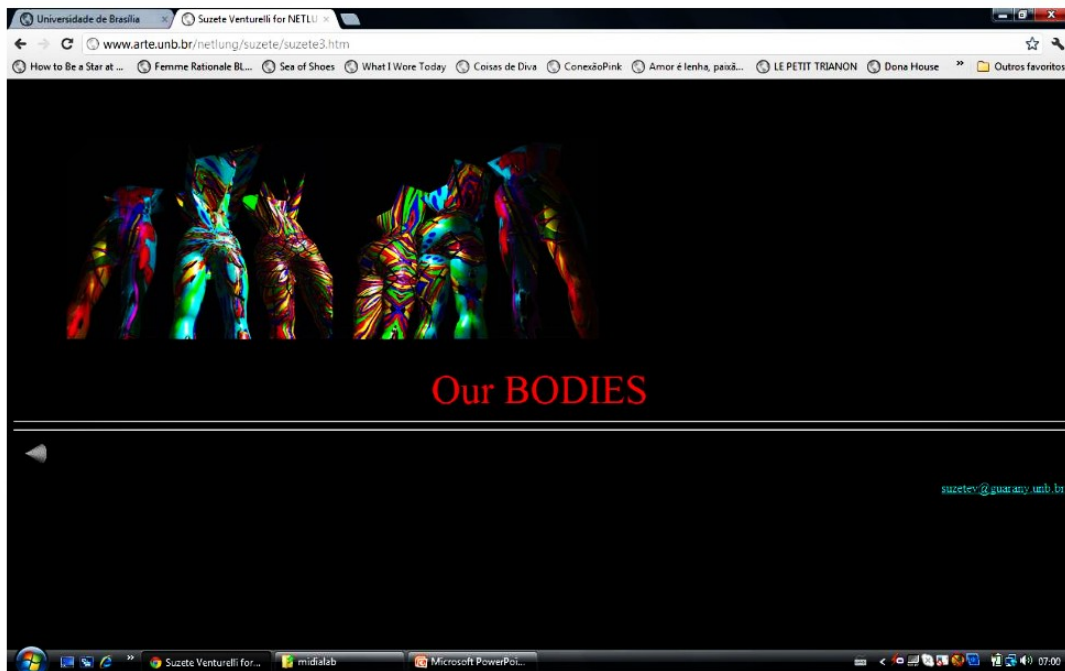 Universidade de Brasília
Suzete Venturelli for NETLU
www.arte.unb.br/netlung/suzete/suzete3.htm
How to Be a Star at ... Femme Rationale BL... Sea of Shoes What I Wore Today Coisas de Diva ConexãoPink Amor é lenha, paixã... LE PETIT TRIANON Dona House » Outros favoritos
Our BODIES
suzetev@guarany.unb.br
» Suzete Venturelli for... midialab Microsoft PowerPoi... 07:00